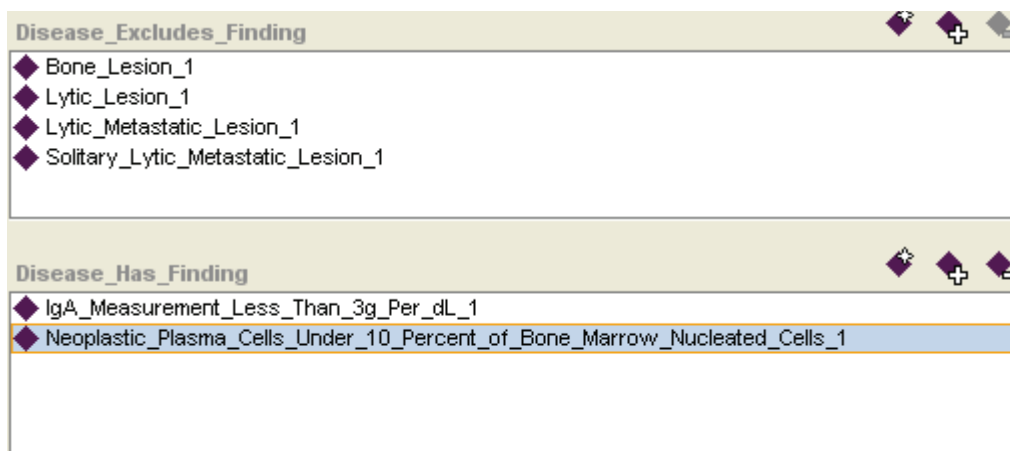 Disease_Excludes_Finding
Bone_Lesion_1
Lytic_Lesion_1
Lytic_Metastatic_Lesion_1
Solitary_Lytic_Metastatic_Lesion_1
Disease_Has_Finding
IgA_Measurement_Less_Than_3g_Per_dL_1
Neoplastic_Plasma_Cells_Under_10_Percent_of_Bone_Marrow_Nucleated_Cells_1